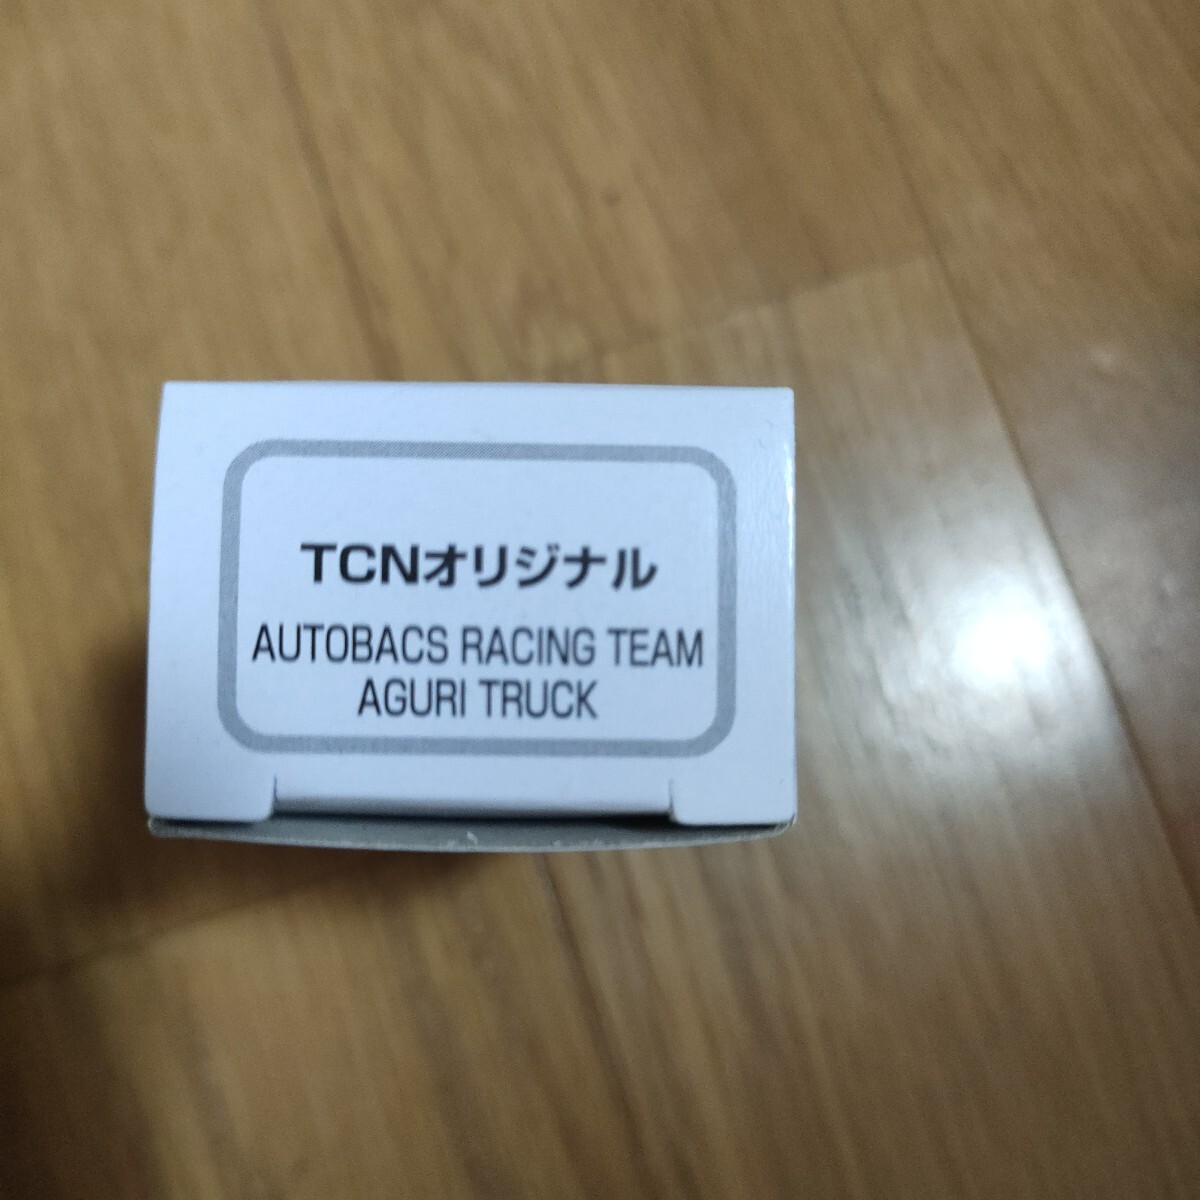 TCNオリジナル
AUTOBACS RACING TEAM
AGURI TRUCK